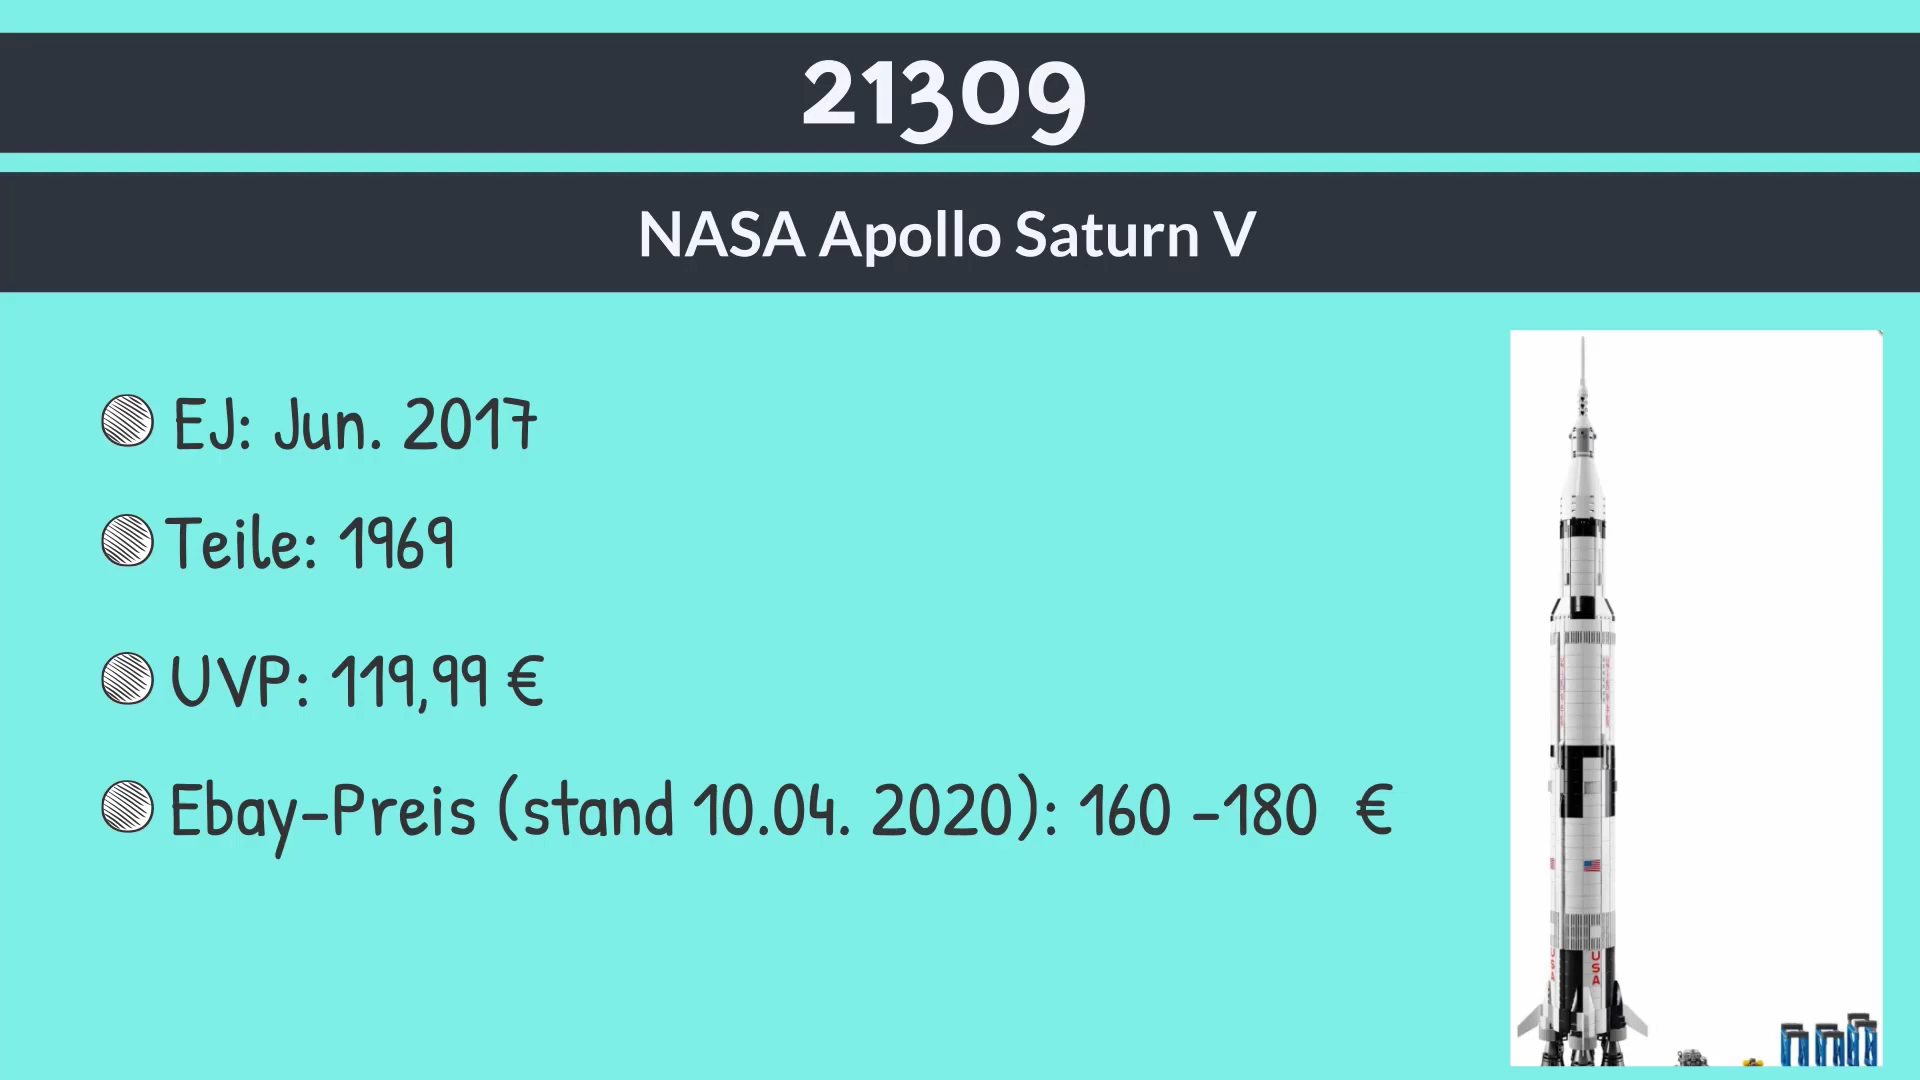 21309
NASA Apollo Saturn V
EJ: Jun. 2017
Teile: 1969
UVP: 119,99 €
Ebay-Preis (stand 10.04. 2020): 160 -180 €
USA